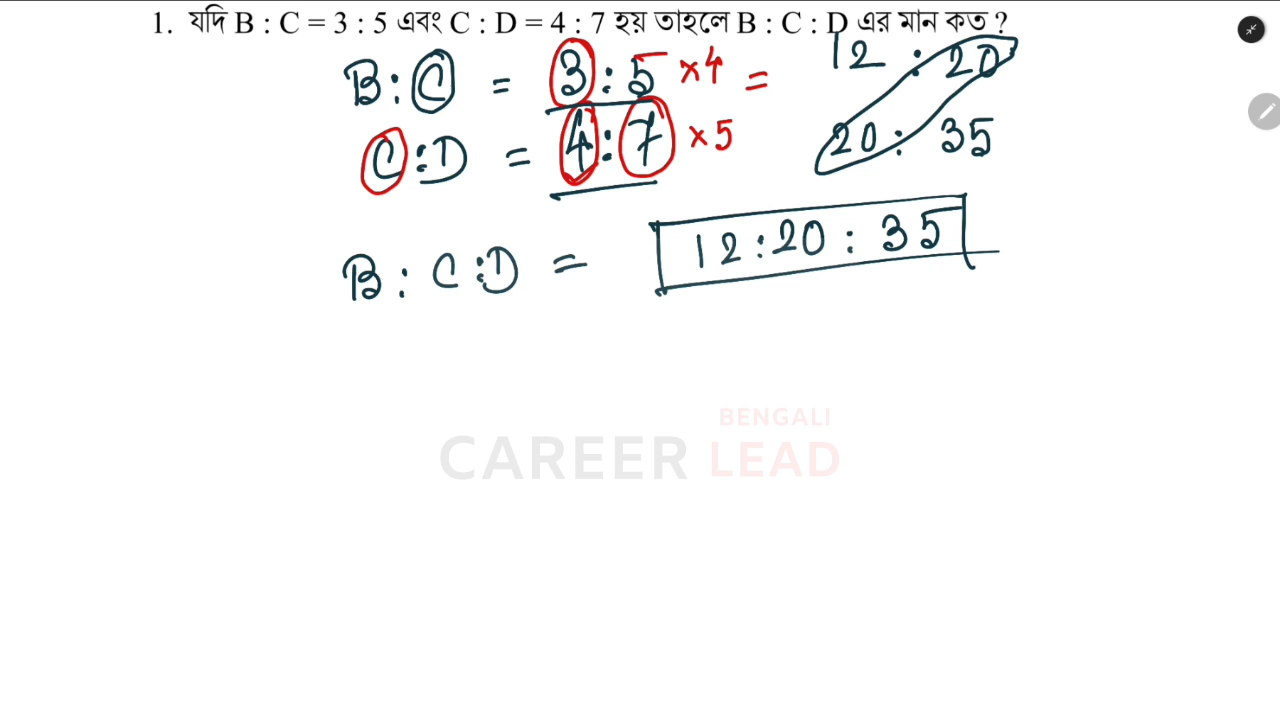 1. যদি B : C = 3 : 5 এবং C : D = 4 : 7 হয় তাহলে B : C : D এর মান কত ?
B : C = 3 : 5 ×4 = 12 : 20
C : D = 4 : 7 ×5 20 : 35
B : C : D = 12 : 20 : 35
BENGALI
CAREER LEAD